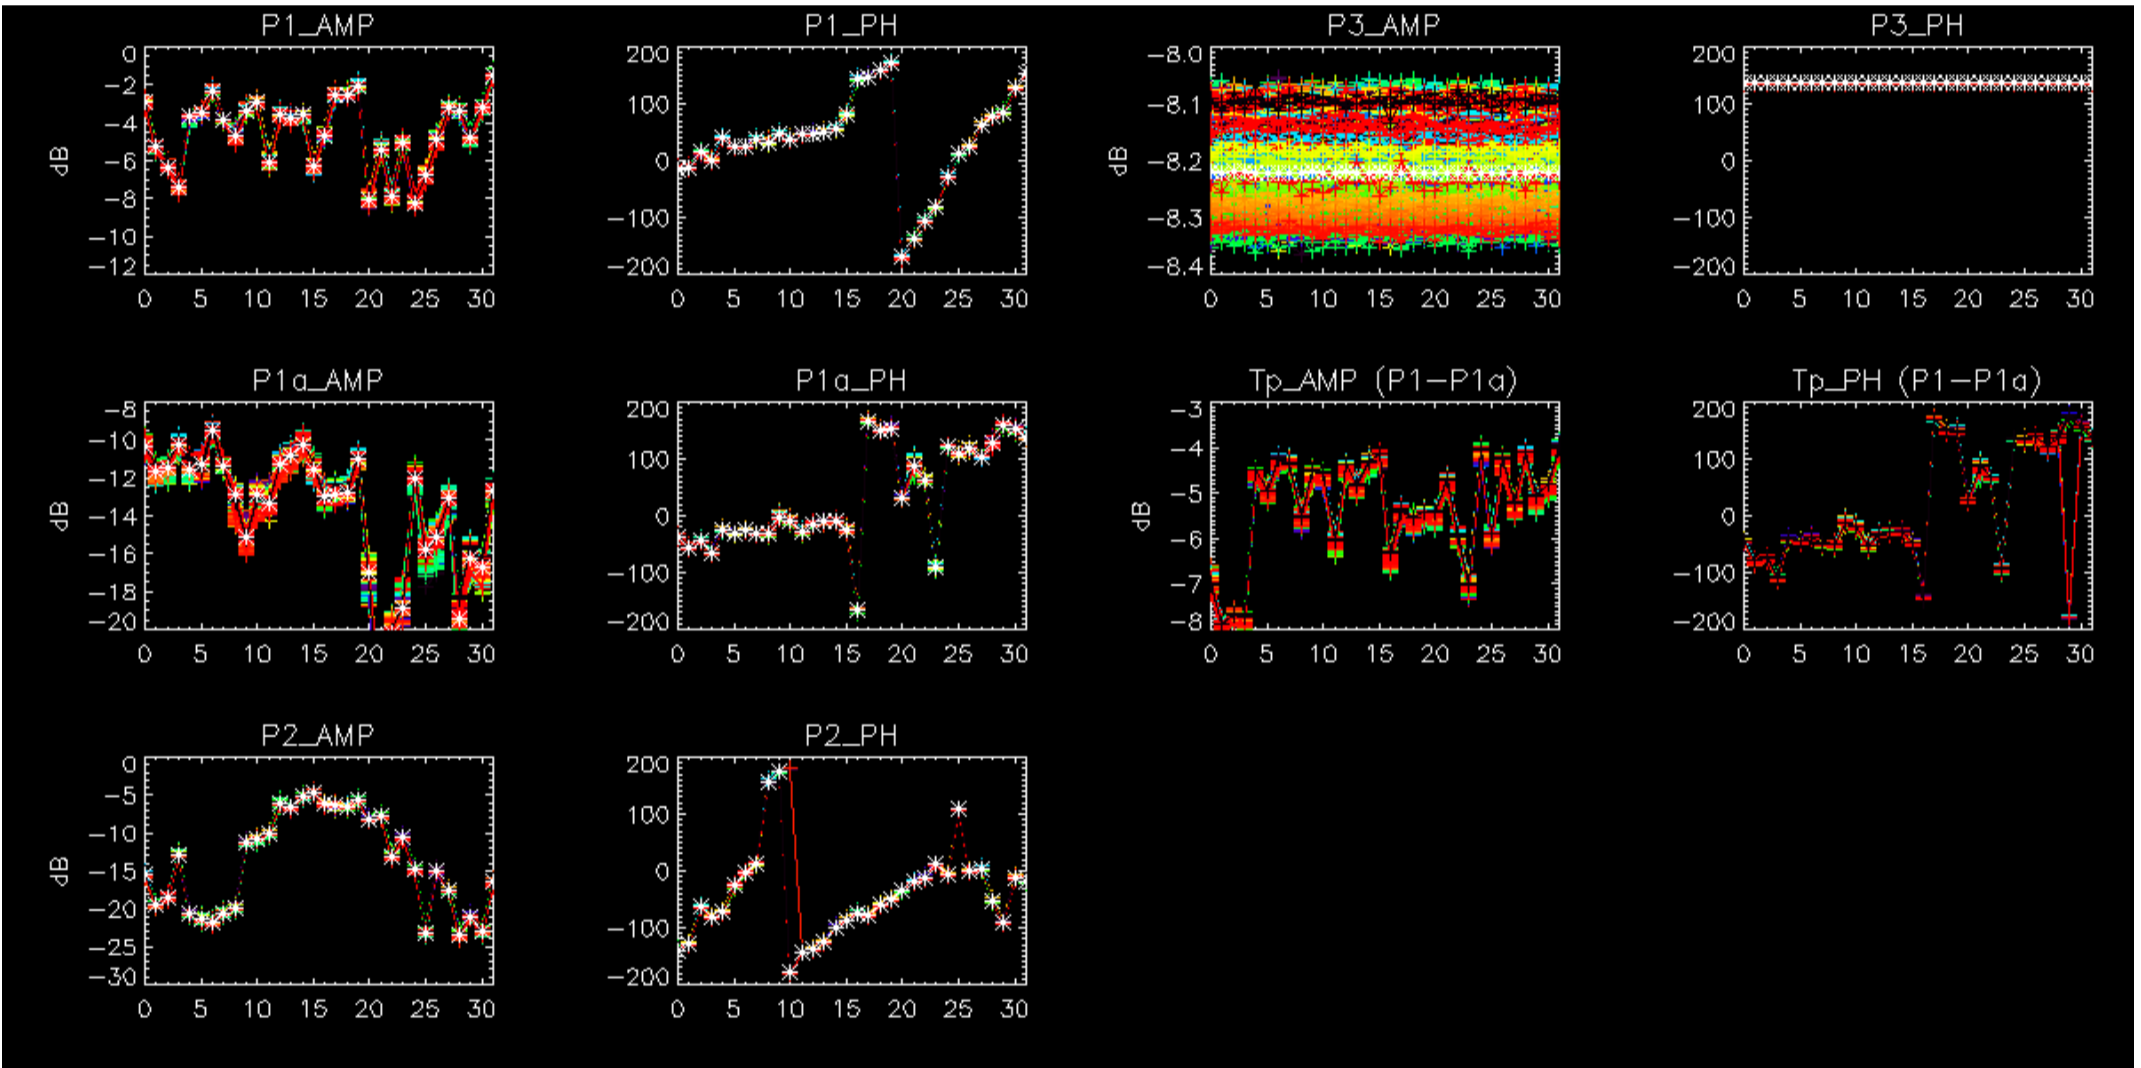 P1_AMP
P1_PH
P3_AMP
P3_PH
0
-2
-4
-6
-8
-10
-12
dB
0 5 10 15 20 25 30
200
100
0
-100
-200
0 5 10 15 20 25 30
-8.0
-8.1
-8.2
-8.3
-8.4
dB
0 5 10 15 20 25 30
200
100
0
-100
-200
0 5 10 15 20 25 30
P1a_AMP
P1a_PH
Tp_AMP (P1-P1a)
Tp_PH (P1-P1a)
-8
-10
-12
-14
-16
-18
-20
dB
0 5 10 15 20 25 30
200
100
0
-100
-200
0 5 10 15 20 25 30
-3
-4
-5
-6
-7
-8
dB
0 5 10 15 20 25 30
200
100
0
-100
-200
0 5 10 15 20 25 30
P2_AMP
P2_PH
0
-5
-10
-15
-20
-25
-30
dB
0 5 10 15 20 25 30
200
100
0
-100
-200
0 5 10 15 20 25 30